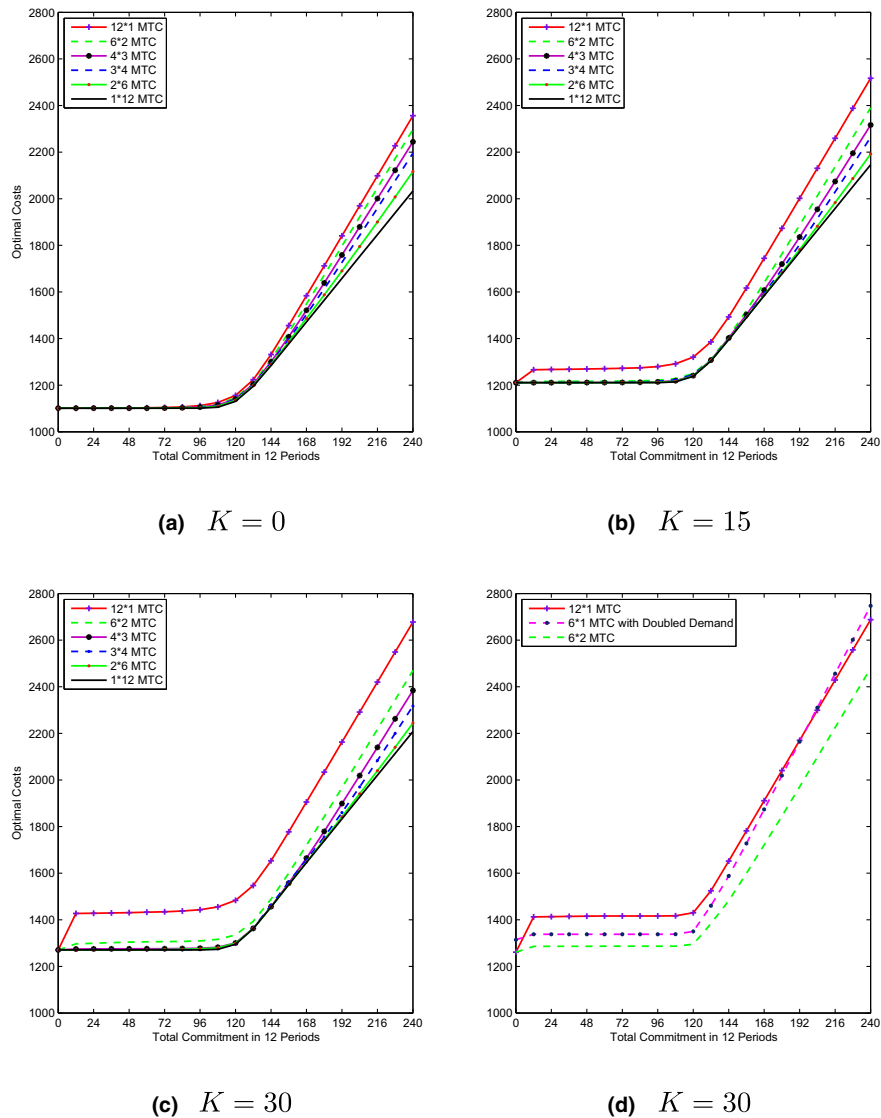 2800
2600
2400
2200
2000
1800
1600
1400
1200
1000
Optimal Costs
12*1 MTC
6*2 MTC
4*3 MTC
3*4 MTC
2*6 MTC
1*12 MTC
0 24 48 72 96 120 144 168 192 216 240
Total Commitment in 12 Periods
(a) K = 0
2800
2600
2400
2200
2000
1800
1600
1400
1200
1000
12*1 MTC
6*2 MTC
4*3 MTC
3*4 MTC
2*6 MTC
1*12 MTC
0 24 48 72 96 120 144 168 192 216 240
Total Commitment in 12 Periods
(b) K = 15
2800
2600
2400
2200
2000
1800
1600
1400
1200
1000
Optimal Costs
12*1 MTC
6*2 MTC
4*3 MTC
3*4 MTC
2*6 MTC
1*12 MTC
0 24 48 72 96 120 144 168 192 216 240
Total Commitment in 12 Periods
(c) K = 30
2800
2600
2400
2200
2000
1800
1600
1400
1200
1000
12*1 MTC
6*1 MTC with Doubled Demand
6*2 MTC
0 24 48 72 96 120 144 168 192 216 240
Total Commitment in 12 Periods
(d) K = 30